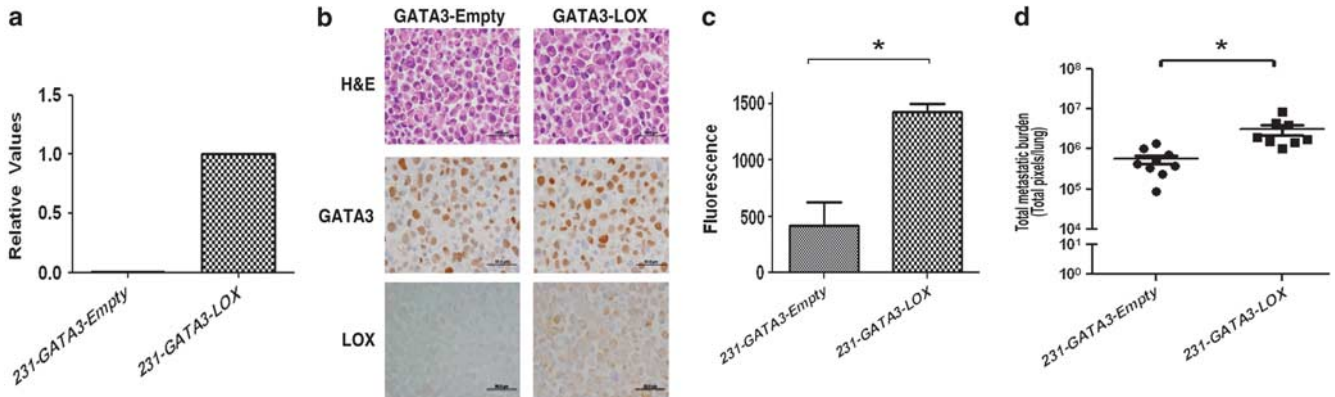 a
Relative Values
1.5
1.0
0.5
0.0
231-GATA3-Empty
231-GATA3-LOX
b
GATA3-Empty
GATA3-LOX
H&E
GATA3
LOX
c
*
Fluorescence
1500
1000
500
0
231-GATA3-Empty
231-GATA3-LOX
d
*
Total metastatic burden
(Total pixels/lung)
10⁸
10⁷
10⁶
10⁵
10⁴
10¹
10⁰
231-GATA3-Empty
231-GATA3-LOX